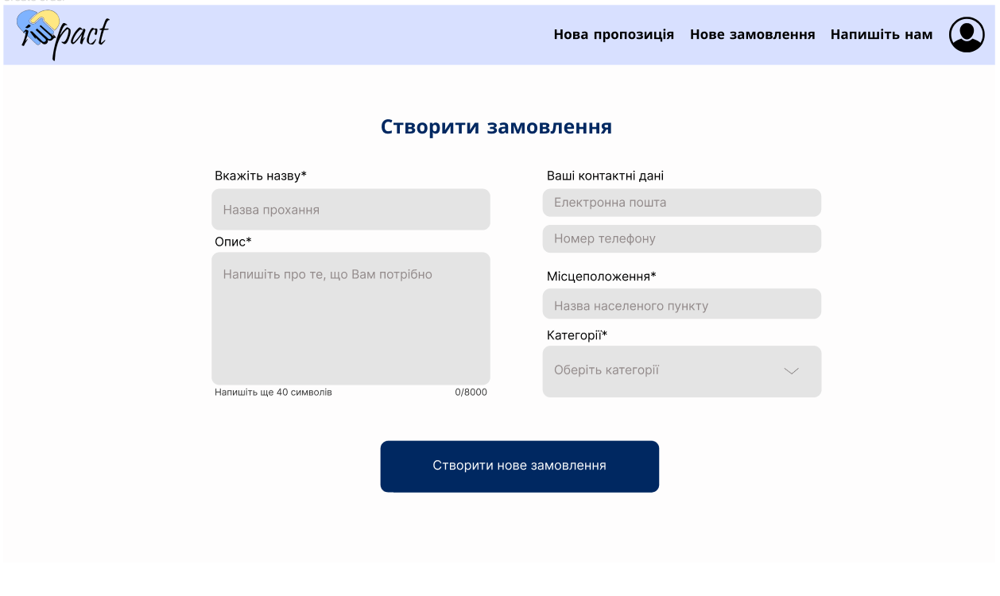 impact
Нова пропозиція
Нове замовлення
Напишіть нам
Створити замовлення
Вкажіть назву*
Назва прохання
Опис*
Напишіть про те, що Вам потрібно
Напишіть ще 40 символів
0/8000
Ваші контактні дані
Електронна пошта
Номер телефону
Місцеположення*
Назва населеного пункту
Категорії*
Оберіть категорії
Створити нове замовлення